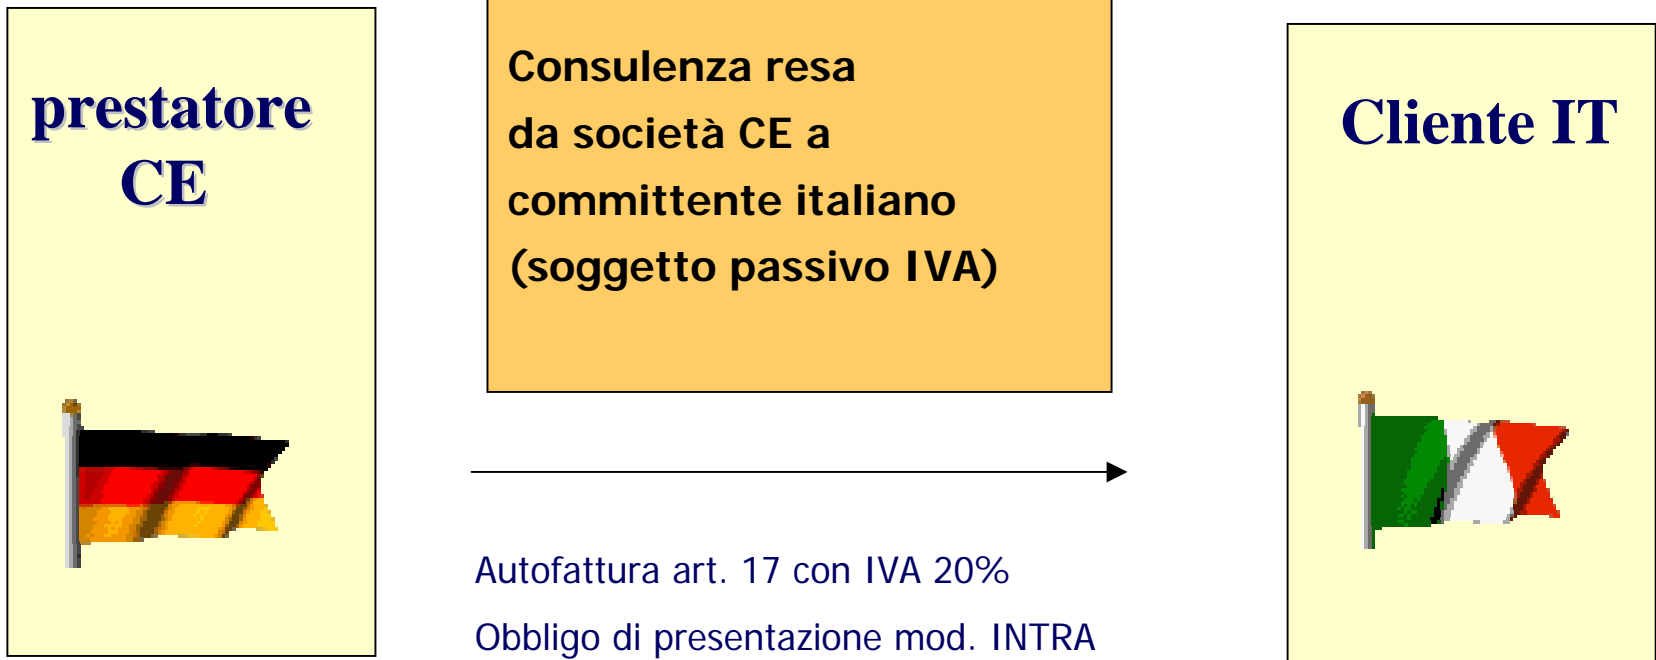 prestatore
CE
Consulenza resa
da società CE a
committente italiano
(soggetto passivo IVA)
Cliente IT
Autofattura art. 17 con IVA 20%
Obbligo di presentazione mod. INTRA